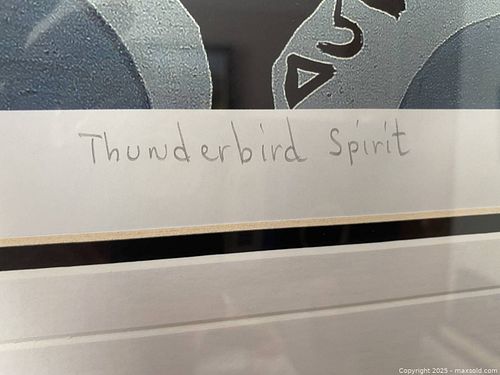 Thunderbird Spirit
Copyright 2025 - maxsold.com